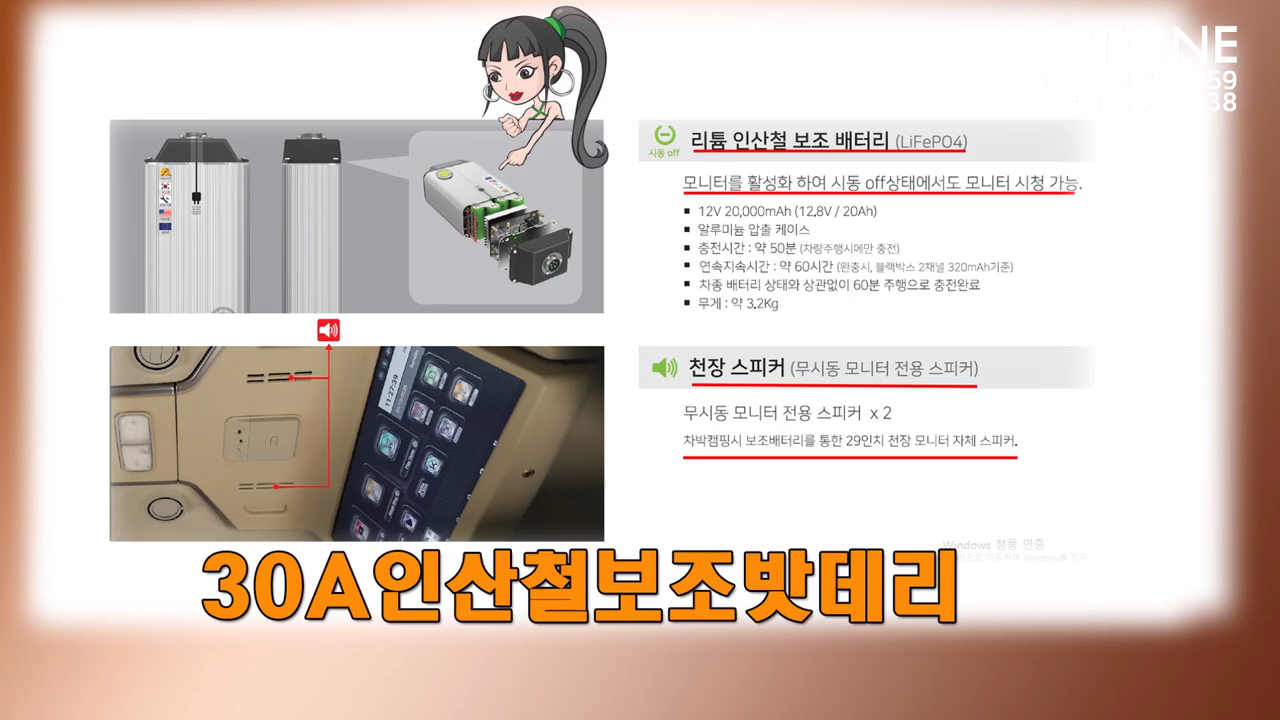 NE
59
38
시동 off
리튬 인산철 보조 배터리 (LiFePO4)
모니터를 활성화 하여 시동 off상태에서도 모니터 시청 가능.
12V 20,000mAh (12.8V / 20Ah)
알루미늄 압출 케이스
충전시간 : 약 50분 (차량주행시에만 충전)
연속지속시간 : 약 60시간 (완충시, 블랙박스 2채널 320mAh기준)
차종 배터리 상태와 상관없이 60분 주행으로 충전완료
무게 : 약 3.2Kg
11:27:39
천장 스피커 (무시동 모니터 전용 스피커)
무시동 모니터 전용 스피커 x 2
차박캠핑시 보조배터리를 통한 29인치 천장 모니터 자체 스피커.
Windows 정품 인증
30A인산철보조밧데리